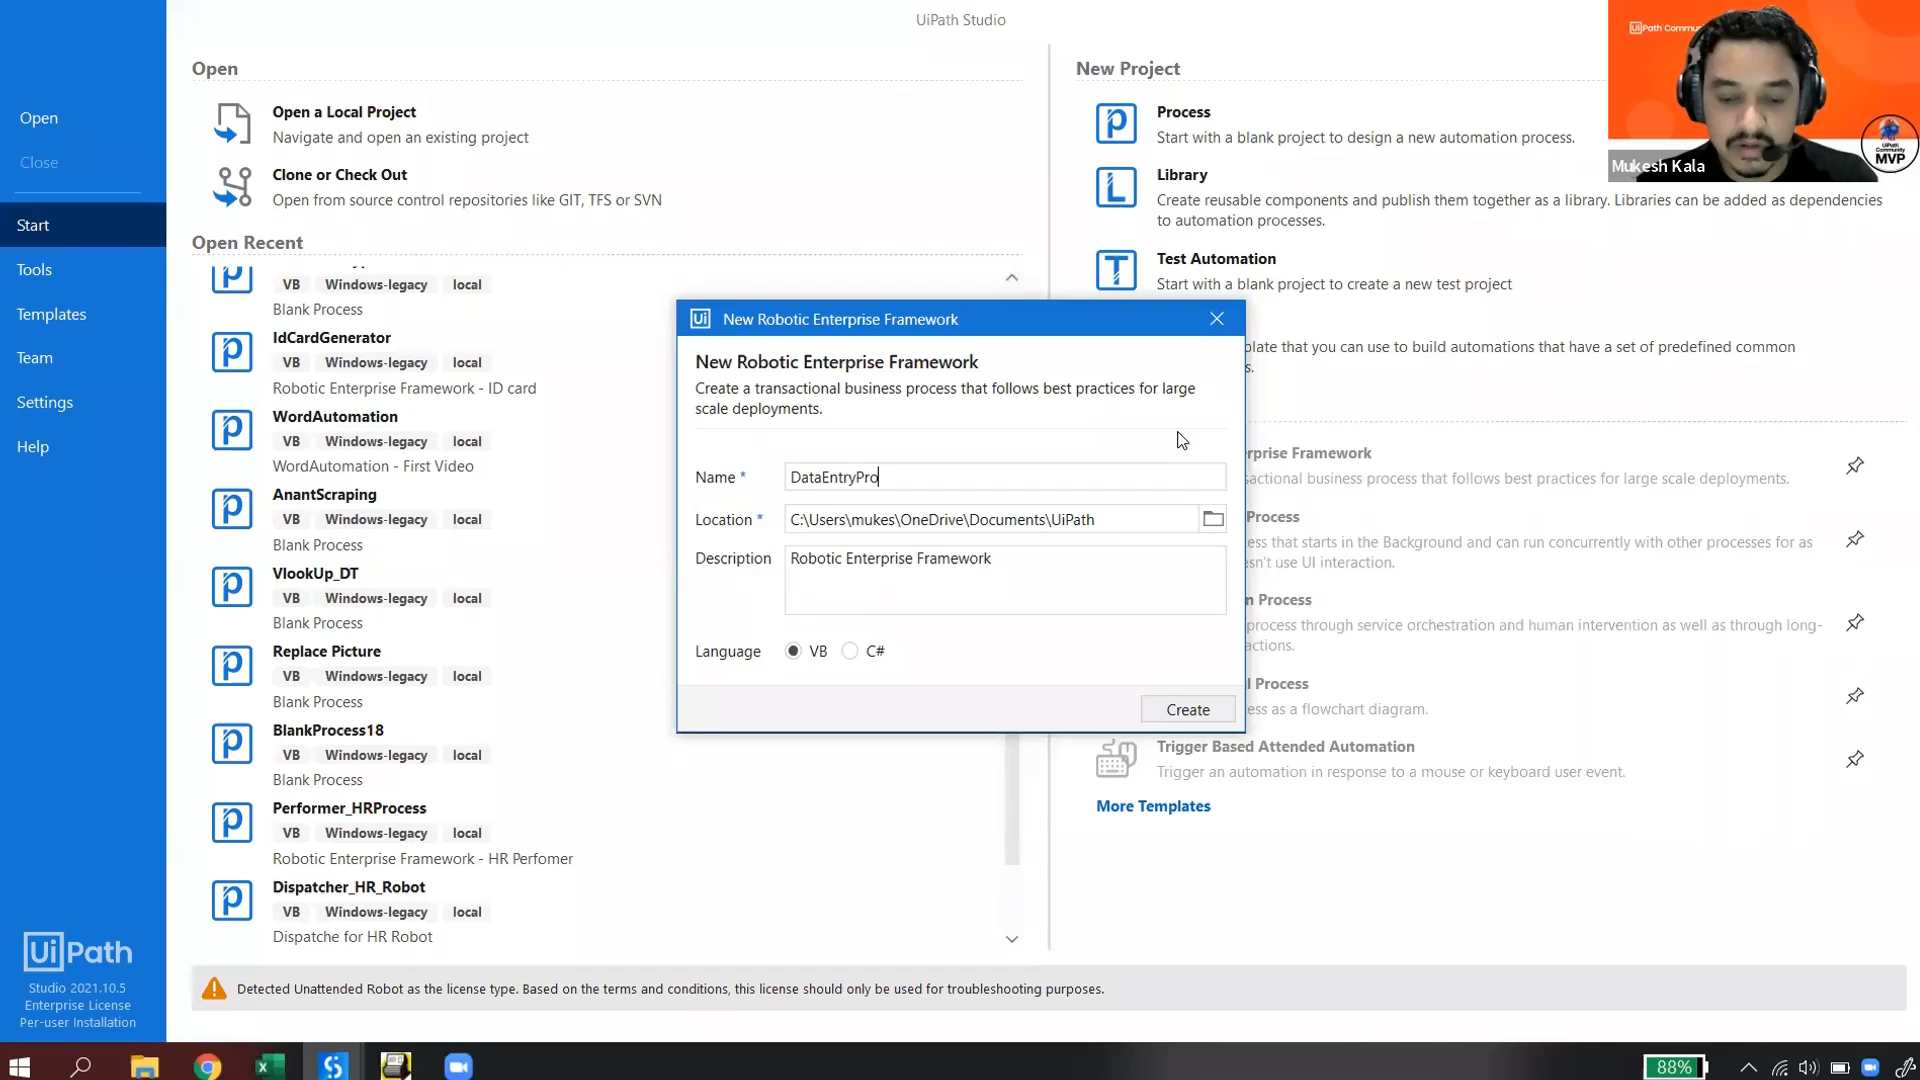 UiPath Studio
Open
Close
Start
Tools
Templates
Team
Settings
Help
UiPath
Studio 2021.10.5
Enterprise License
Per-user Installation
Open
Open a Local Project
Navigate and open an existing project
Clone or Check Out
Open from source control repositories like GIT, TFS or SVN
Open Recent
VB Windows-legacy local
Blank Process
IdCardGenerator
VB Windows-legacy local
Robotic Enterprise Framework - ID card
WordAutomation
VB Windows-legacy local
WordAutomation - First Video
AnantScraping
VB Windows-legacy local
Blank Process
VlookUp_DT
VB Windows-legacy local
Blank Process
Replace Picture
VB Windows-legacy local
Blank Process
BlankProcess18
VB Windows-legacy local
Blank Process
Performer_HRProcess
VB Windows-legacy local
Robotic Enterprise Framework - HR Perfomer
Dispatcher_HR_Robot
VB Windows-legacy local
Dispatche for HR Robot
New Project
Process
Start with a blank project to design a new automation process.
Library
Create reusable components and publish them together as a library. Libraries can be added as dependencies
to automation processes.
Test Automation
Start with a blank project to create a new test project
plate that you can use to build automations that have a set of predefined common
s.
rprise Framework
sactional business process that follows best practices for large scale deployments.
Process
ess that starts in the Background and can run concurrently with other processes for as
esn't use UI interaction.
n Process
process through service orchestration and human intervention as well as through long-
actions.
l Process
ess as a flowchart diagram.
Trigger Based Attended Automation
Trigger an automation in response to a mouse or keyboard user event.
More Templates
New Robotic Enterprise Framework
New Robotic Enterprise Framework
Create a transactional business process that follows best practices for large
scale deployments.
Name * DataEntryPro
Location * C:\Users\mukes\OneDrive\Documents\UiPath
Description Robotic Enterprise Framework
Language VB C#
Create
Detected Unattended Robot as the license type. Based on the terms and conditions, this license should only be used for troubleshooting purposes.
UiPath Commu
Mukesh Kala
UiPath
Community
MVP
88%